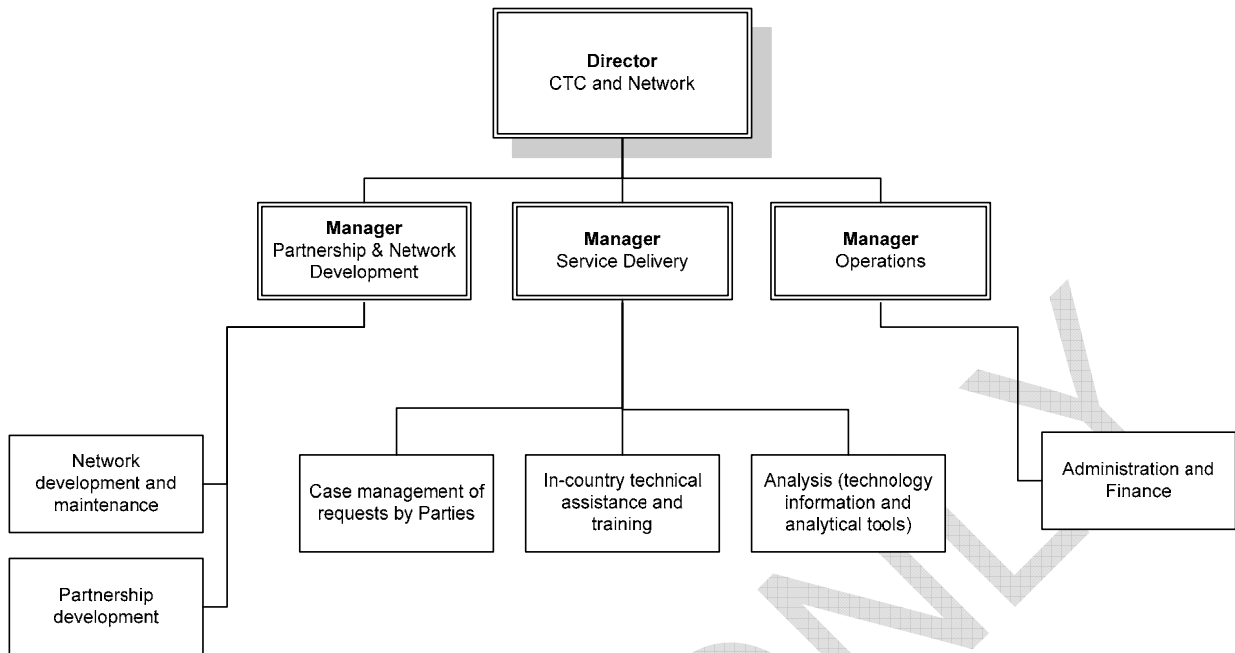 Director
CTC and Network
Manager
Partnership & Network
Development
Manager
Service Delivery
Manager
Operations
Network
development and
maintenance
Case management of
requests by Parties
In-country technical
assistance and
training
Analysis (technology
information and
analytical tools)
Administration and
Finance
Partnership
development